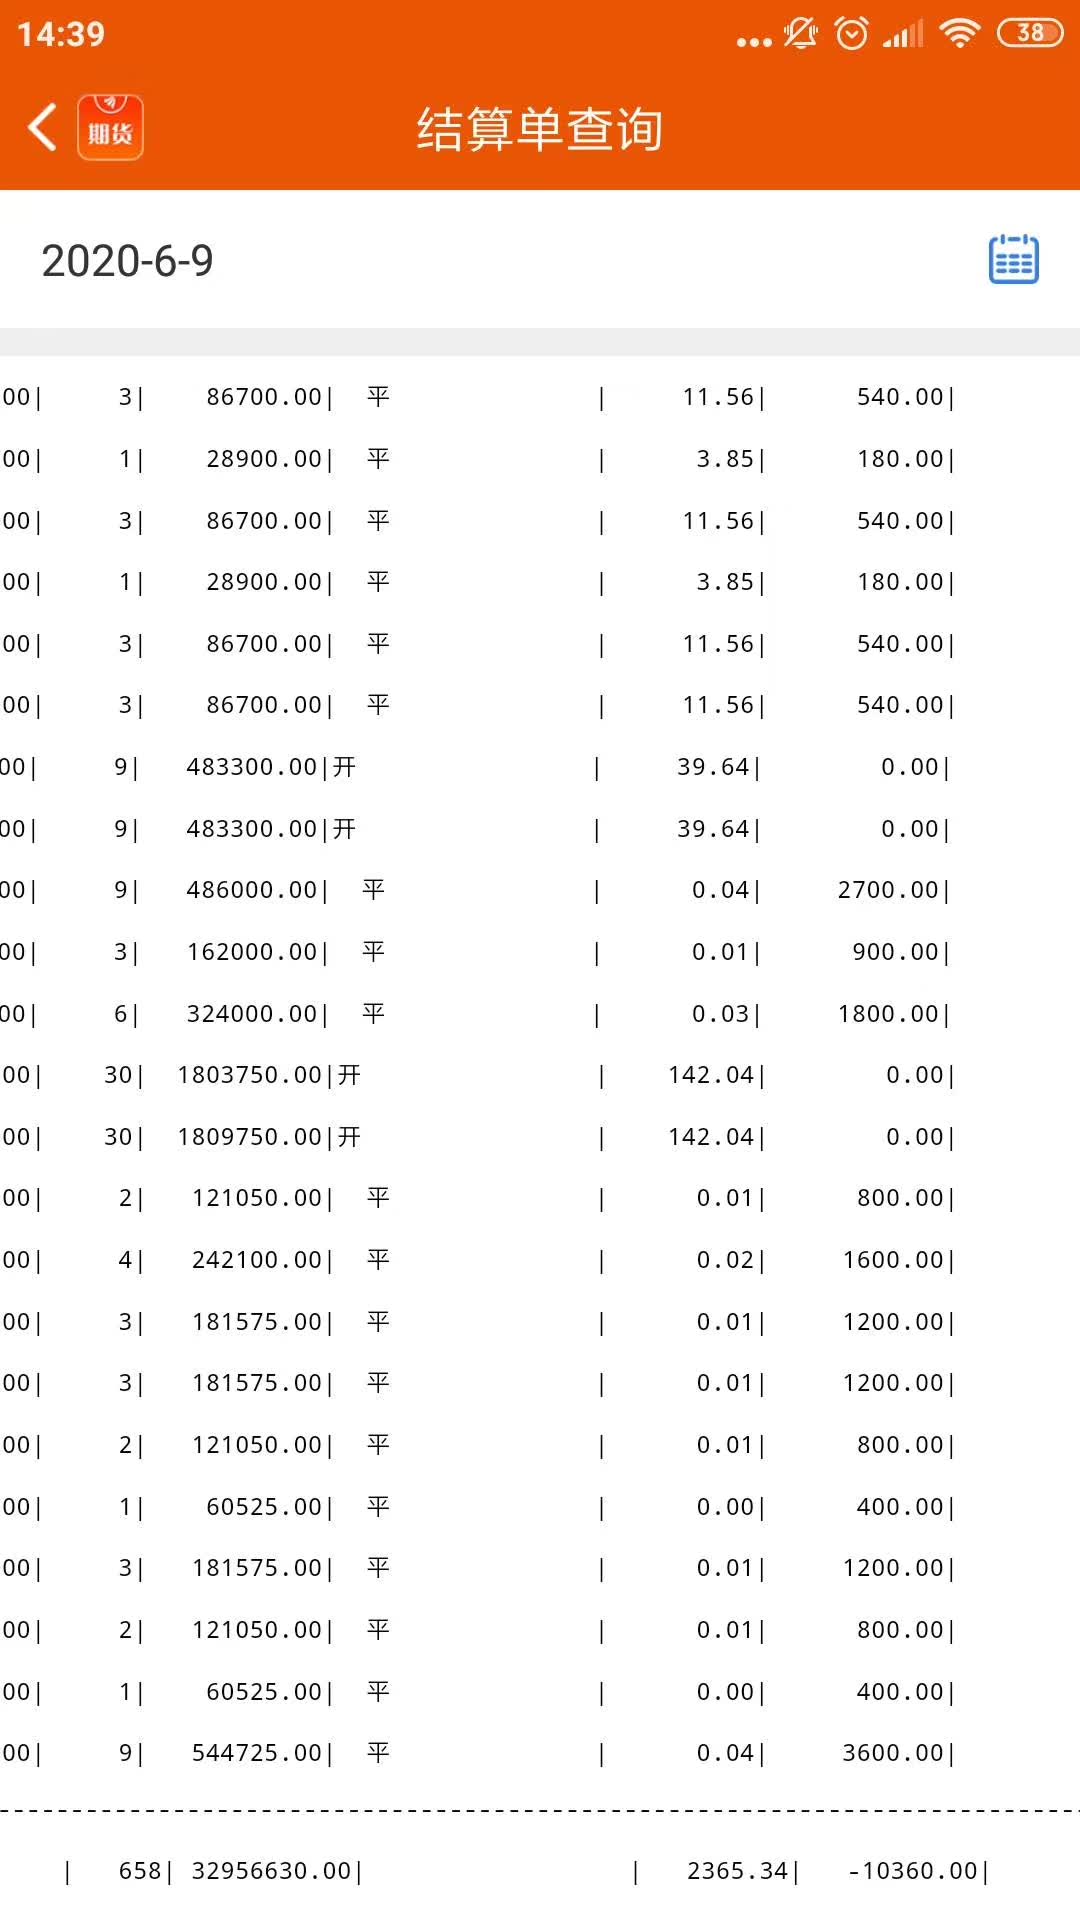 14:39
38
期货
结算单查询
2020-6-9
00| 3| 86700.00| 平 | 11.56| 540.00|
00| 1| 28900.00| 平 | 3.85| 180.00|
00| 3| 86700.00| 平 | 11.56| 540.00|
00| 1| 28900.00| 平 | 3.85| 180.00|
00| 3| 86700.00| 平 | 11.56| 540.00|
00| 3| 86700.00| 平 | 11.56| 540.00|
00| 9| 483300.00|开 | 39.64| 0.00|
00| 9| 483300.00|开 | 39.64| 0.00|
00| 9| 486000.00| 平 | 0.04| 2700.00|
00| 3| 162000.00| 平 | 0.01| 900.00|
00| 6| 324000.00| 平 | 0.03| 1800.00|
00| 30| 1803750.00|开 | 142.04| 0.00|
00| 30| 1809750.00|开 | 142.04| 0.00|
00| 2| 121050.00| 平 | 0.01| 800.00|
00| 4| 242100.00| 平 | 0.02| 1600.00|
00| 3| 181575.00| 平 | 0.01| 1200.00|
00| 3| 181575.00| 平 | 0.01| 1200.00|
00| 2| 121050.00| 平 | 0.01| 800.00|
00| 1| 60525.00| 平 | 0.00| 400.00|
00| 3| 181575.00| 平 | 0.01| 1200.00|
00| 2| 121050.00| 平 | 0.01| 800.00|
00| 1| 60525.00| 平 | 0.00| 400.00|
00| 9| 544725.00| 平 | 0.04| 3600.00|
| 658| 32956630.00| | 2365.34| -10360.00|